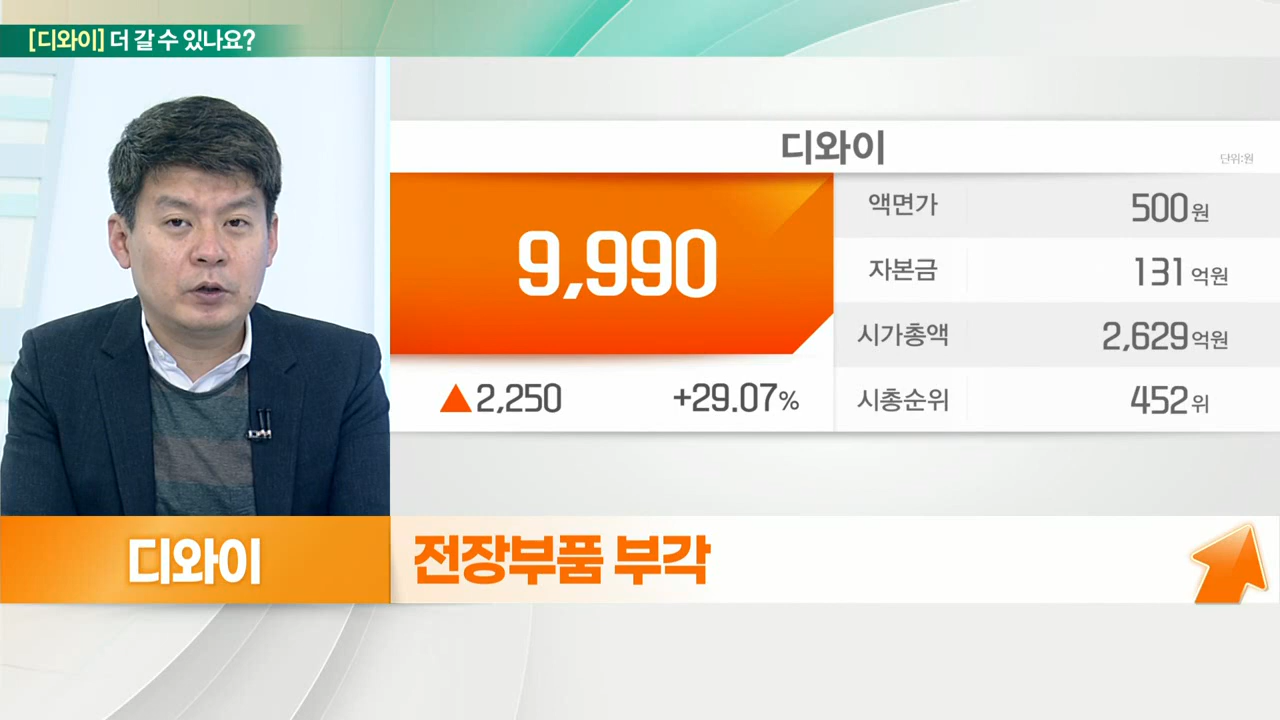 [디와이] 더 갈 수 있나요?
디와이
단위:원
9,990
▲2,250 +29.07%
액면가 500원
자본금 131억원
시가총액 2,629억원
시총순위 452위
디와이
전장부품 부각